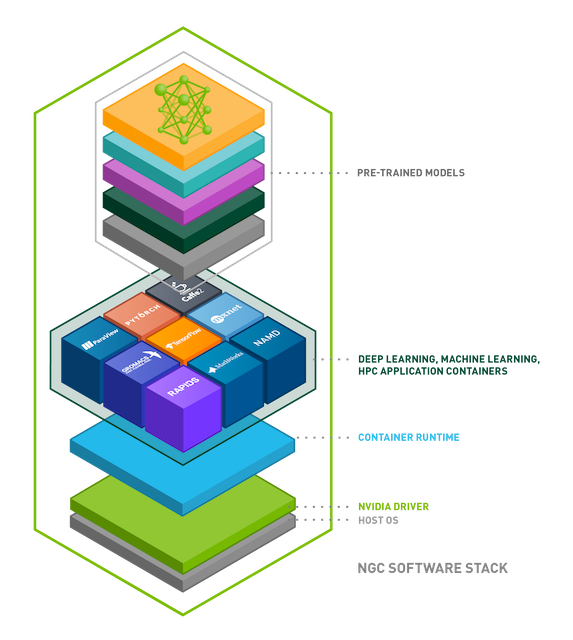 PRE-TRAINED MODELS
Caffe2
PYTORCH
mxnet
ParaView
TensorFlow
NAMD
GROMACS
MathWorks
RAPIDS
DEEP LEARNING, MACHINE LEARNING,
HPC APPLICATION CONTAINERS
CONTAINER RUNTIME
NVIDIA DRIVER
HOST OS
NGC SOFTWARE STACK